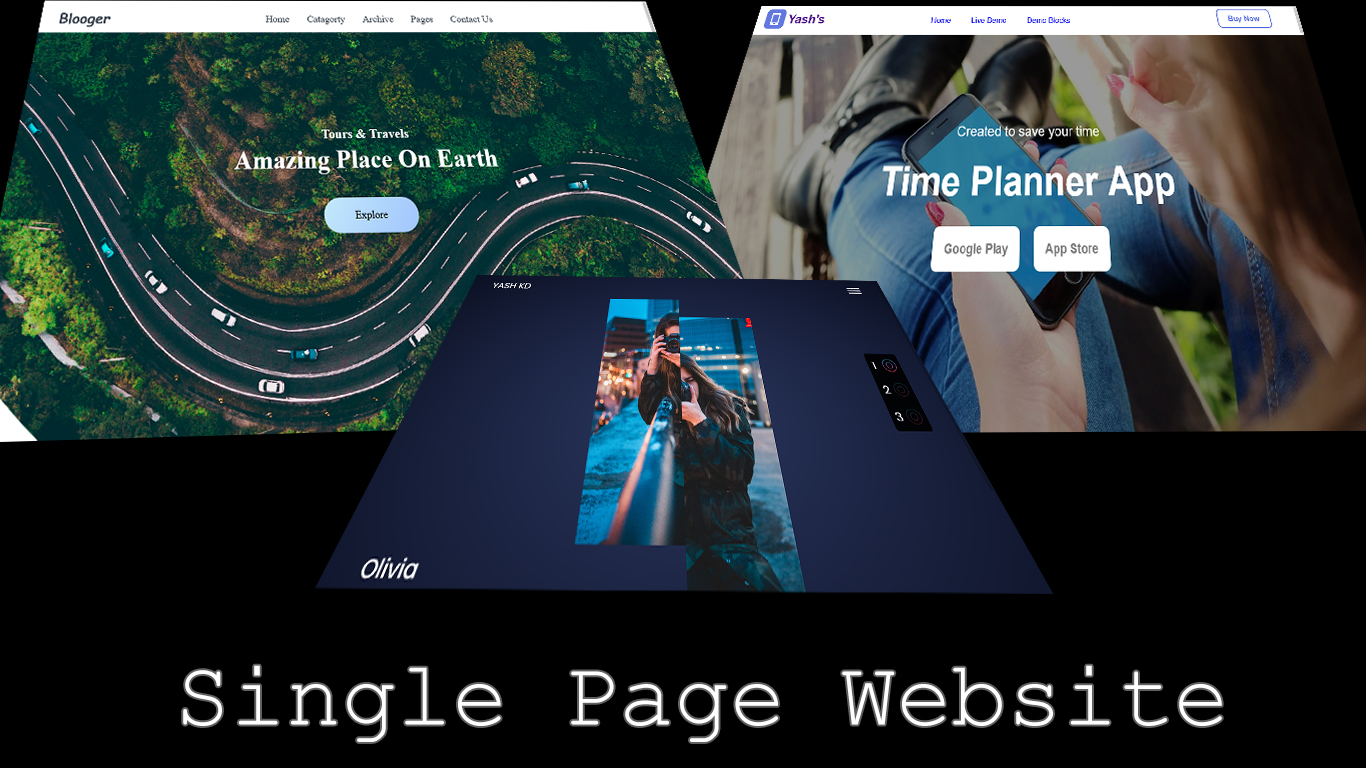 Blooger
Home Catagorty Archive Pages Contact Us
Tours & Travels
Amazing Place On Earth
Explore
Yash's
Home Live Demo Demo Blocks
Buy Now
Created to save your time
Time Planner App
Google Play App Store
YASH KD
1
2
3
Olivia
Single Page Website